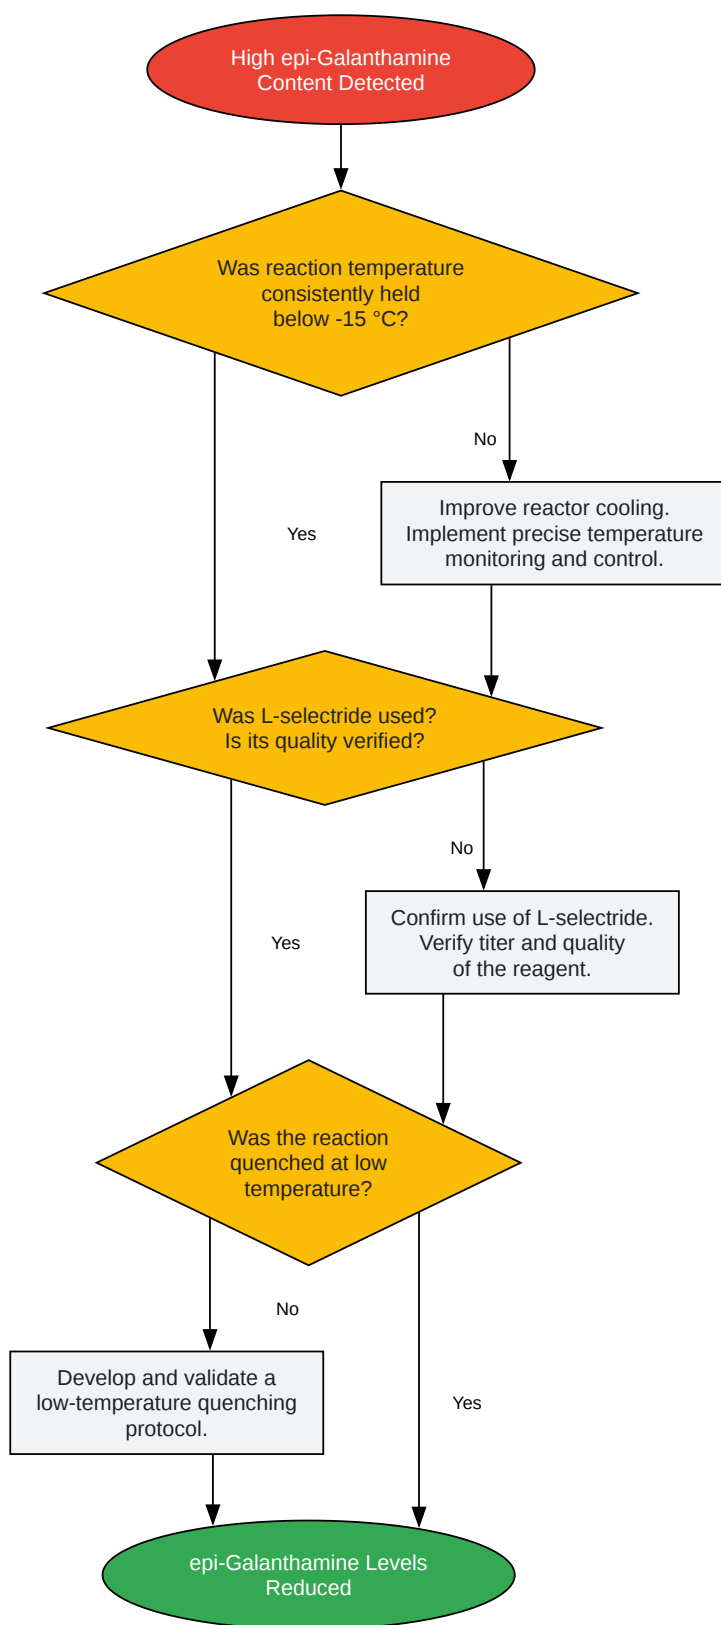 High epi-Galanthamine
Content Detected
Was reaction temperature
consistently held
below -15 °C?
No
Improve reactor cooling.
Implement precise temperature
monitoring and control.
Yes
Was L-selectride used?
Is its quality verified?
No
Confirm use of L-selectride.
Verify titer and quality
of the reagent.
Yes
Was the reaction
quenched at low
temperature?
No
Develop and validate a
low-temperature quenching
protocol.
Yes
epi-Galanthamine Levels
Reduced